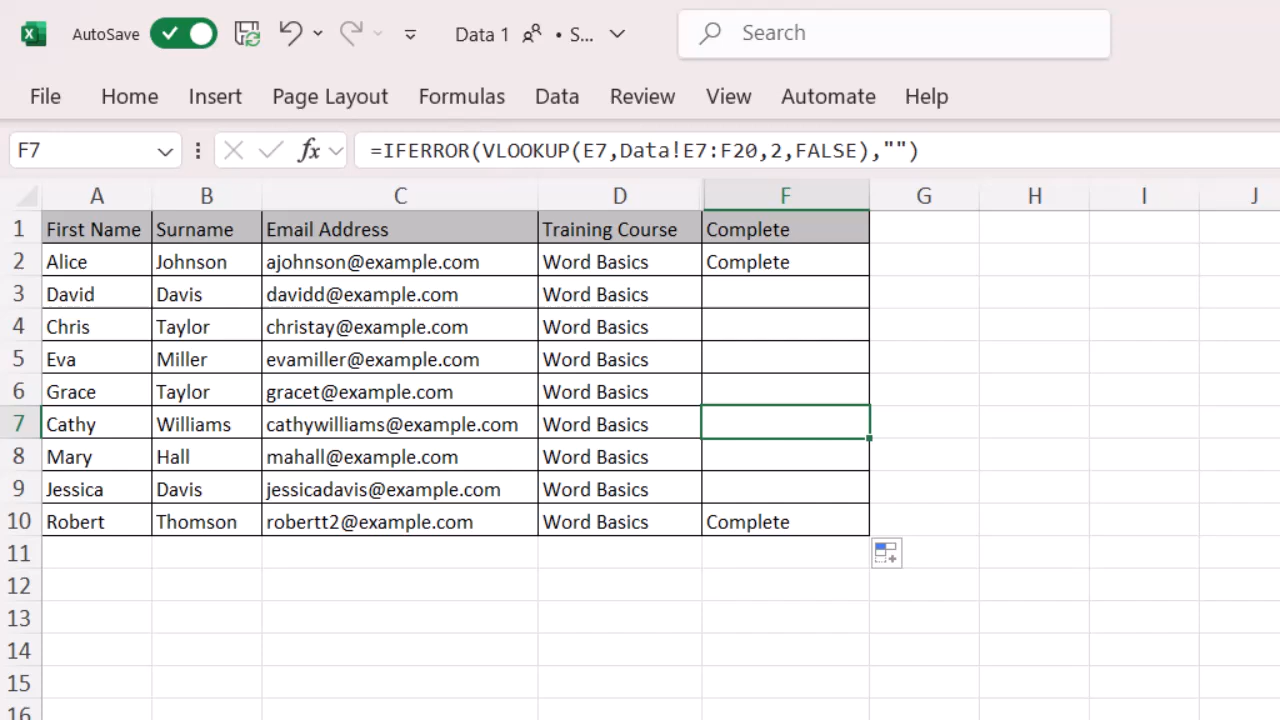 AutoSave Data 1 • S... Search
File Home Insert Page Layout Formulas Data Review View Automate Help
F7 fx =IFERROR(VLOOKUP(E7,Data!E7:F20,2,FALSE),"")
A B C D F G H I J
1 First Name Surname Email Address Training Course Complete
2 Alice Johnson ajohnson@example.com Word Basics Complete
3 David Davis davidd@example.com Word Basics
4 Chris Taylor christay@example.com Word Basics
5 Eva Miller evamiller@example.com Word Basics
6 Grace Taylor gracet@example.com Word Basics
7 Cathy Williams cathywilliams@example.com Word Basics
8 Mary Hall mahall@example.com Word Basics
9 Jessica Davis jessicadavis@example.com Word Basics
10 Robert Thomson robertt2@example.com Word Basics Complete
11
12
13
14
15
16